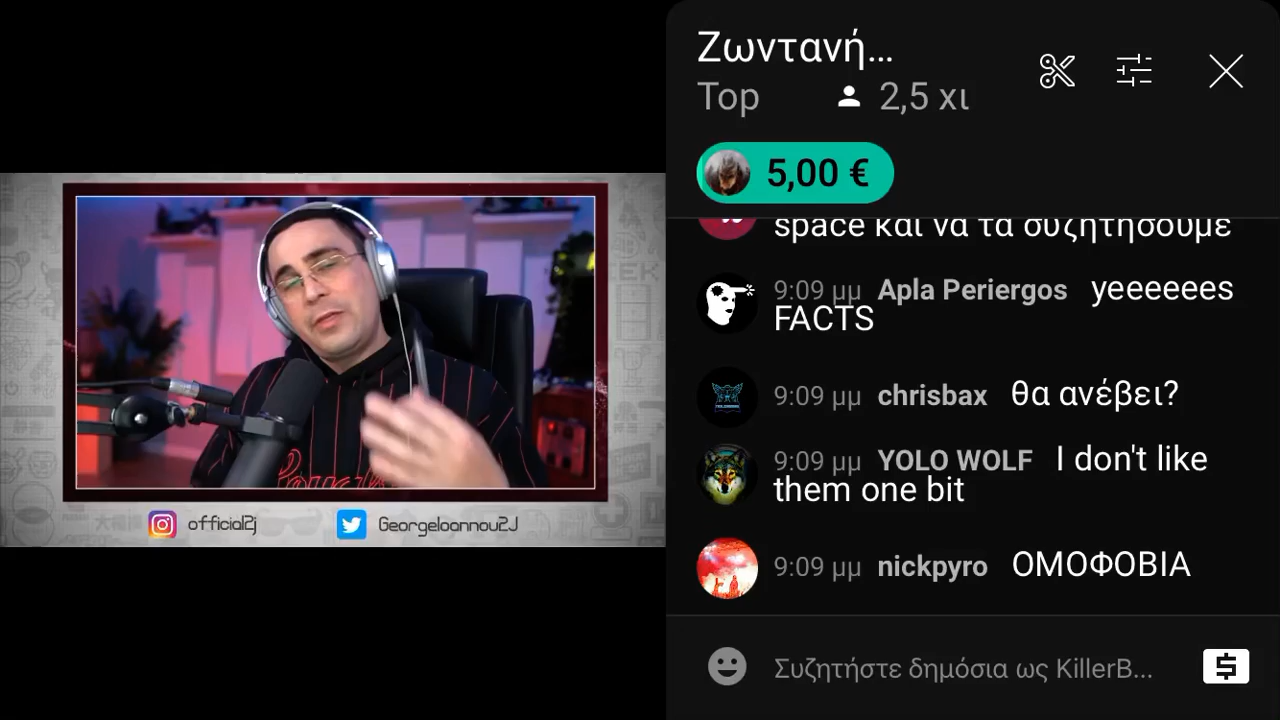 Ζωντανή...
Top 2,5 χι
5,00 €
space και να τα συζητησουμε
9:09 μμ Apla Periergos yeeeeees
FACTS
9:09 μμ chrisbax θα ανέβει?
9:09 μμ YOLO WOLF I don't like
them one bit
9:09 μμ nickpyro ΟΜΟΦΟΒΙΑ
Συζητήστε δημόσια ως KillerB...
official2j
GeorgeIoannou2J